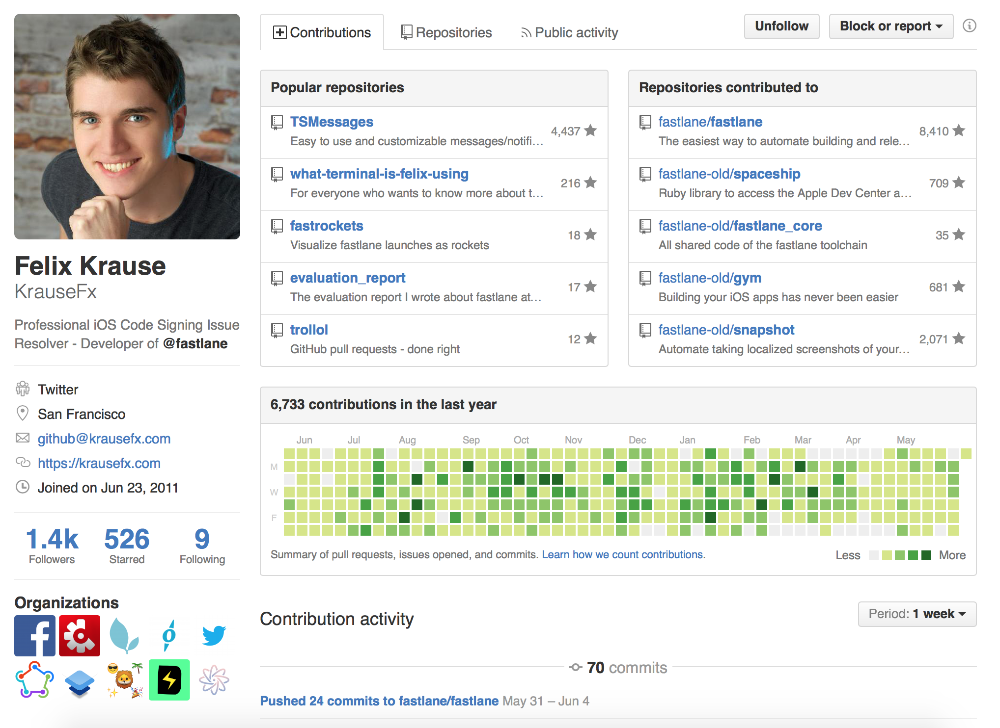 Contributions
Repositories
Public activity
Unfollow
Block or report
Felix Krause
KrauseFx
Professional iOS Code Signing Issue
Resolver - Developer of @fastlane
Twitter
San Francisco
github@krausefx.com
https://krausefx.com
Joined on Jun 23, 2011
1.4k 526 9
Followers Starred Following
Organizations
Popular repositories
TSMessages
Easy to use and customizable messages/notifi…
4,437
what-terminal-is-felix-using
For everyone who wants to know more about t…
216
fastrockets
Visualize fastlane launches as rockets
18
evaluation_report
The evaluation report I wrote about fastlane at…
17
trollol
GitHub pull requests - done right
12
Repositories contributed to
fastlane/fastlane
The easiest way to automate building and rele…
8,410
fastlane-old/spaceship
Ruby library to access the Apple Dev Center a…
709
fastlane-old/fastlane_core
All shared code of the fastlane toolchain
35
fastlane-old/gym
Building your iOS apps has never been easier
681
fastlane-old/snapshot
Automate taking localized screenshots of your…
2,071
6,733 contributions in the last year
Jun Jul Aug Sep Oct Nov Dec Jan Feb Mar Apr May
M
W
F
Summary of pull requests, issues opened, and commits. Learn how we count contributions.
Less More
Contribution activity
Period: 1 week
70 commits
Pushed 24 commits to fastlane/fastlane May 31 – Jun 4